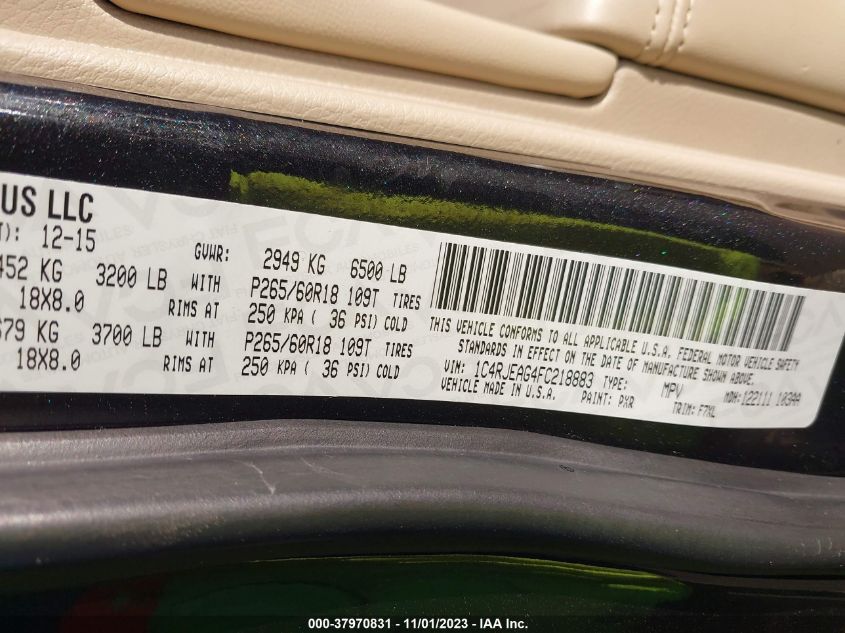 US LLC
T): 12-15
GVWR: 2949 KG 6500 LB
452 KG 3200 LB WITH P265/60R18 109T TIRES
18X8.0 RIMS AT 250 KPA ( 36 PSI) COLD
679 KG 3700 LB WITH P265/60R18 109T TIRES
18X8.0 RIMS AT 250 KPA ( 36 PSI) COLD
THIS VEHICLE CONFORMS TO ALL APPLICABLE U.S.A. FEDERAL MOTOR VEHICLE SAFETY
STANDARDS IN EFFECT ON THE DATE OF MANUFACTURE SHOWN ABOVE.
VIN: 1C4RJEAG4FC218883 TYPE: MPV MDH: 122111 103AA
VEHICLE MADE IN U.S.A. PAINT: PXR TRIM: F7XL
000-37970831 - 11/01/2023 - IAA Inc.